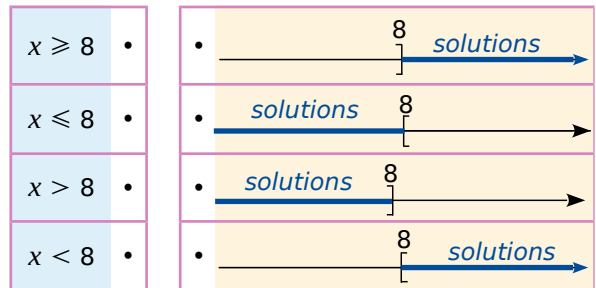 x ⩾ 8 • • 8 solutions
x ⩽ 8 • • solutions 8
x > 8 • • solutions 8
x < 8 • • 8 solutions